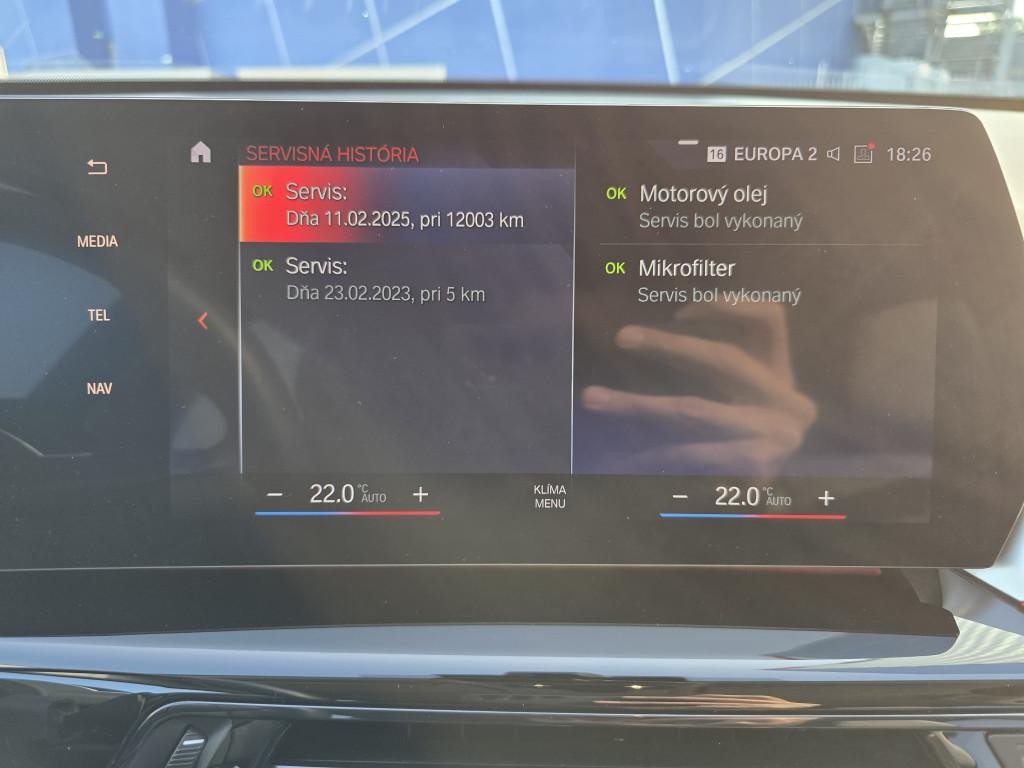 SERVISNÁ HISTÓRIA
16 EUROPA 2 18:26
MEDIA
TEL
NAV
OK Servis:
Dňa 11.02.2025, pri 12003 km
OK Servis:
Dňa 23.02.2023, pri 5 km
OK Motorový olej
Servis bol vykonaný
OK Mikrofilter
Servis bol vykonaný
− 22.0 °C AUTO +
KLÍMA
MENU
− 22.0 °C AUTO +